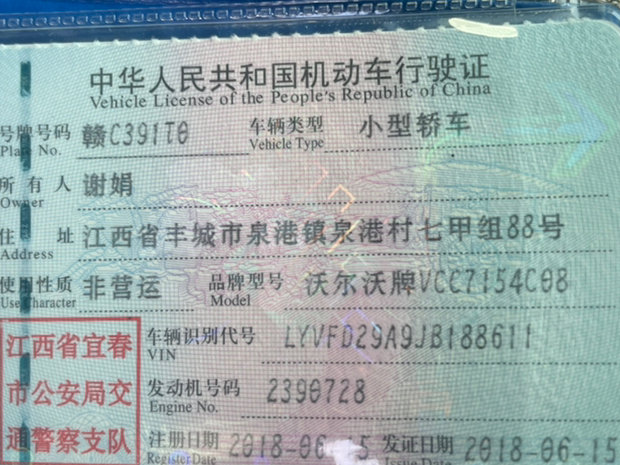 中华人民共和国机动车行驶证
Vehicle License of the People's Republic of China
号牌号码 赣C391T0 车辆类型 小型轿车
Plate No. Vehicle Type
所有人 谢娟
Owner
住址 江西省丰城市泉港镇泉港村七甲组88号
Address
使用性质 非营运 品牌型号 沃尔沃牌VCC7154C08
Use Character Model
江西省宜春
市公安局交
通警察支队
车辆识别代号 LYVFD29A9JB188611
VIN
发动机号码 2390728
Engine No.
注册日期 2018-06-15 发证日期 2018-06-15
Register Date Issue Date